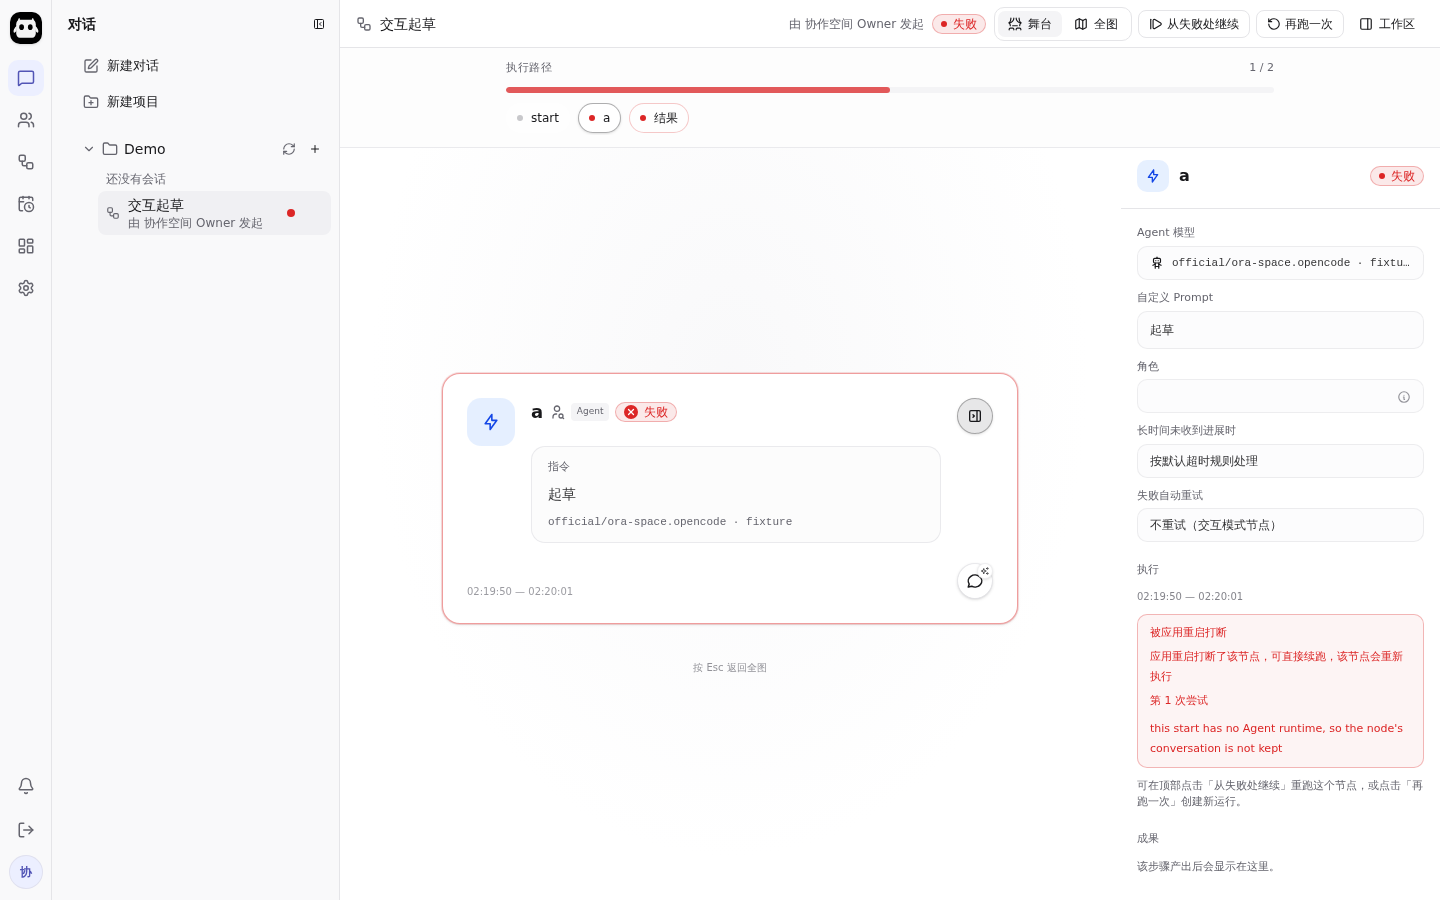 对话
新建对话
新建项目
Demo
还没有会话
交互起草
由 协作空间 Owner 发起
协
交互起草
由 协作空间 Owner 发起
失败
舞台
全图
从失败处继续
再跑一次
工作区
执行路径
1 / 2
start
a
结果
a
Agent
失败
指令
起草
official/ora-space.opencode · fixture
02:19:50 — 02:20:01
按 Esc 返回全图
a
失败
Agent 模型
official/ora-space.opencode · fixtu…
自定义 Prompt
起草
角色
长时间未收到进展时
按默认超时规则处理
失败自动重试
不重试（交互模式节点）
执行
02:19:50 — 02:20:01
被应用重启打断
应用重启打断了该节点，可直接续跑，该节点会重新
执行
第 1 次尝试
this start has no Agent runtime, so the node's
conversation is not kept
可在顶部点击「从失败处继续」重跑这个节点，或点击「再
跑一次」创建新运行。
成果
该步骤产出后会显示在这里。